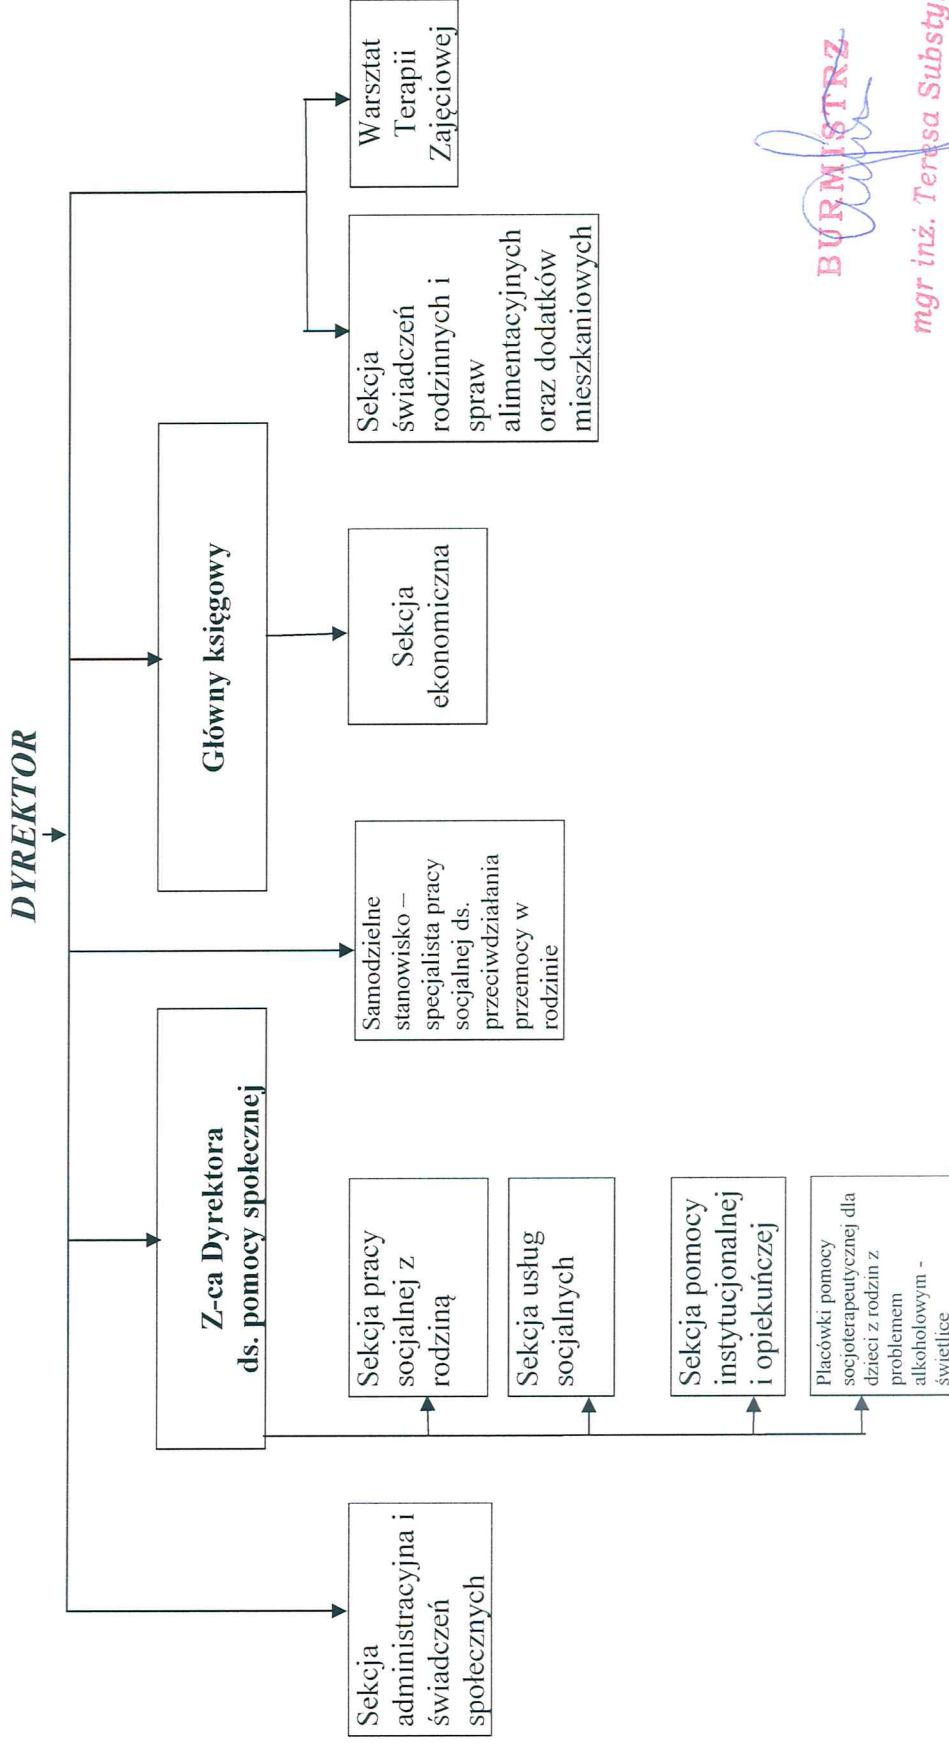 DYREKTOR
Z-ca Dyrektora
ds. pomocy społecznej
Główny księgowy
Sekcja
administracyjna i
świadczeń
społecznych
Sekcja pracy
socjalnej z
rodziną
Sekcja usług
socjalnych
Sekcja pomocy
instytucjonalnej
i opiekuńczej
Placówki pomocy
socjoterapeutycznej dla
dzieci z rodzin z
problemem
alkoholowym -
świetlice
Samodzielne
stanowisko –
specjalista pracy
socjalnej ds.
przeciwdziałania
przemocy w
rodzinie
Sekcja
ekonomiczna
Sekcja
świadczeń
rodzinnych i
spraw
alimentacyjnych
oraz dodatków
mieszkaniowych
Warsztat
Terapii
Zajęciowej
BURMISTRZ
mgr inż. Teresa